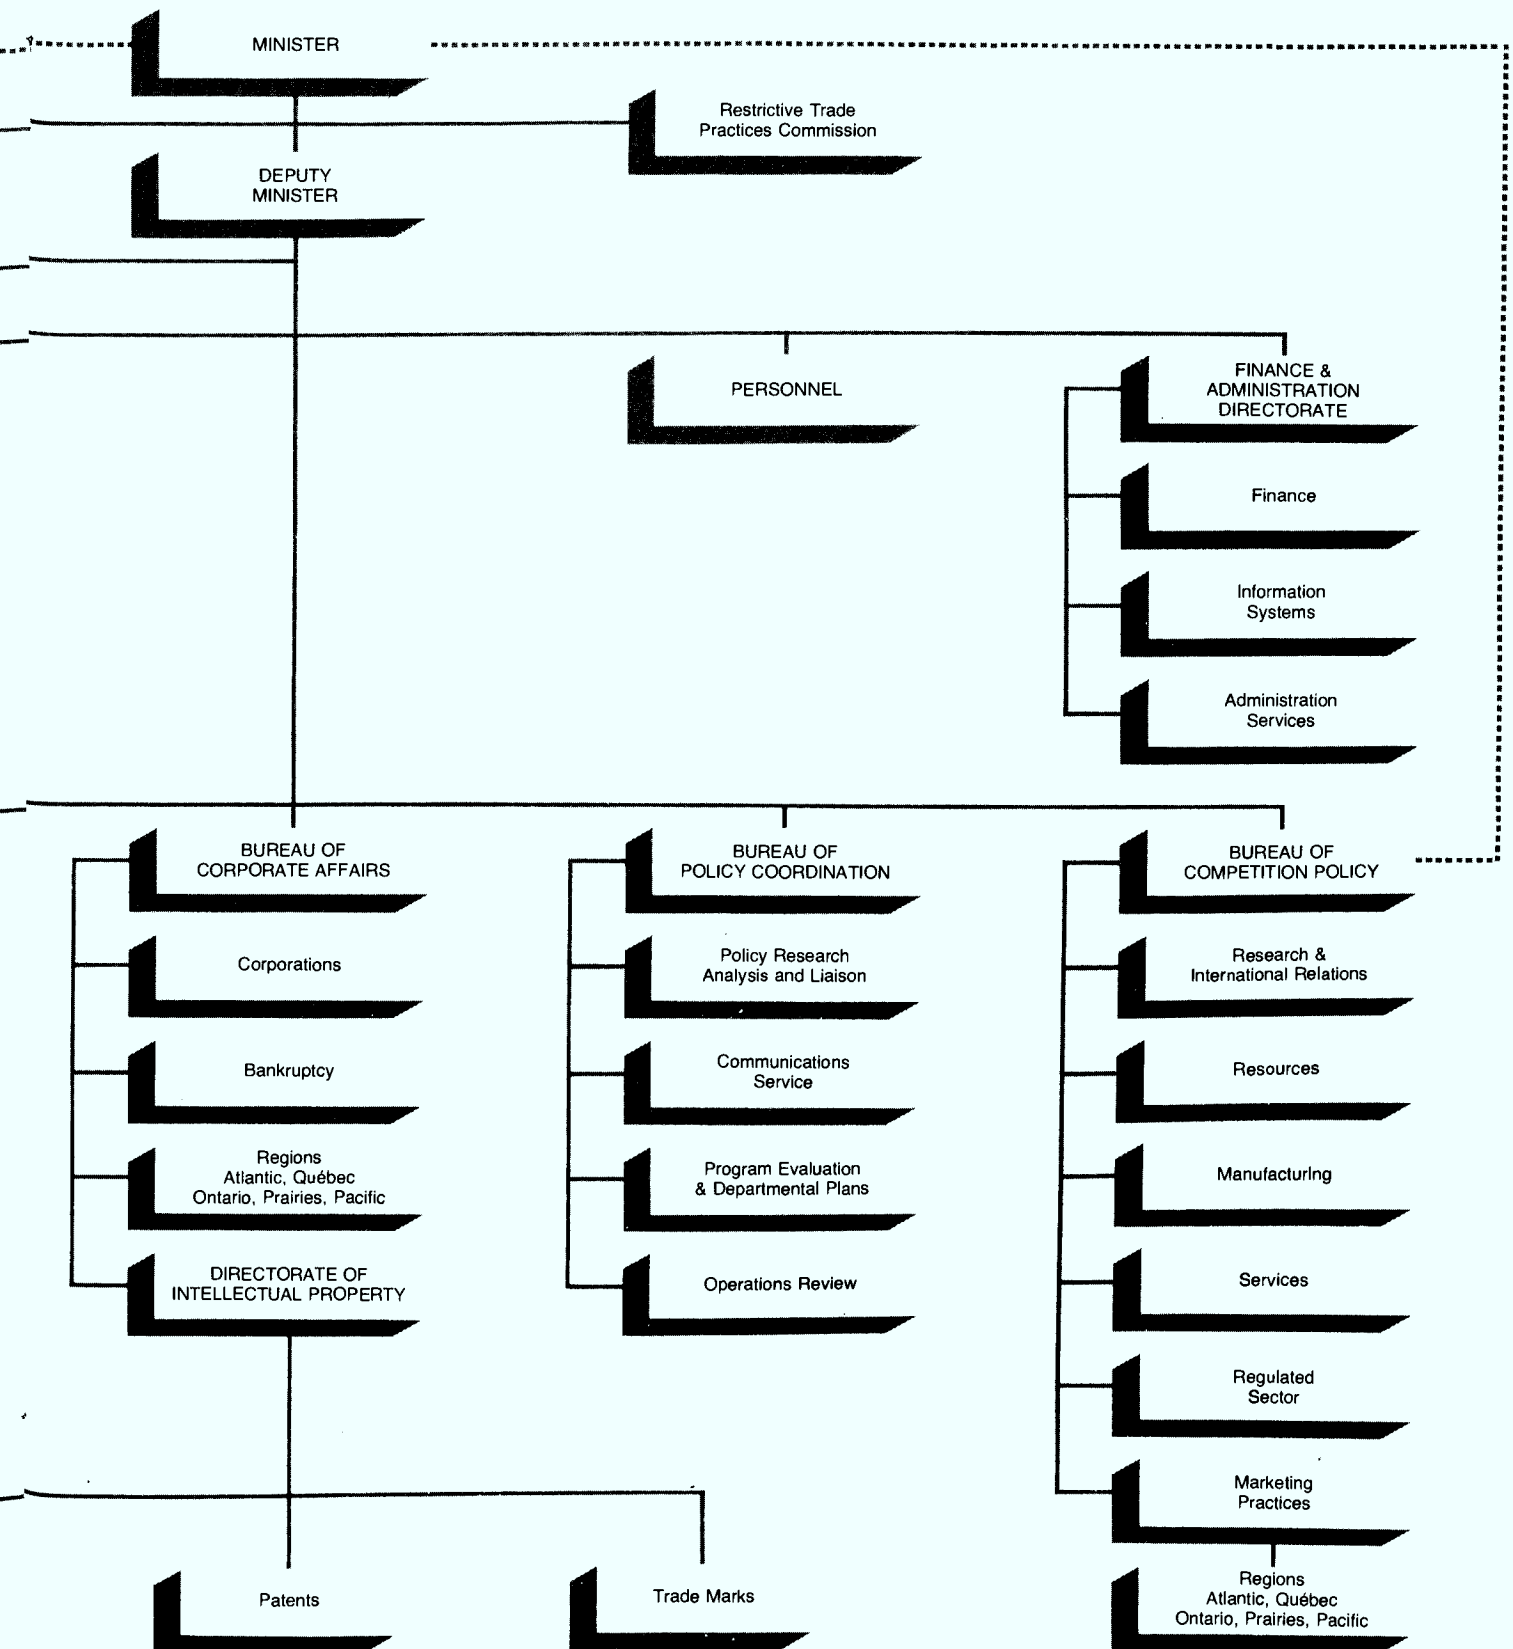 MINISTER
Restrictive Trade
Practices Commission
DEPUTY
MINISTER
PERSONNEL
FINANCE &
ADMINISTRATION
DIRECTORATE
Finance
Information
Systems
Administration
Services
BUREAU OF
CORPORATE AFFAIRS
Corporations
Bankruptcy
Regions
Atlantic, Québec
Ontario, Prairies, Pacific
DIRECTORATE OF
INTELLECTUAL PROPERTY
BUREAU OF
POLICY COORDINATION
Policy Research
Analysis and Liaison
Communications
Service
Program Evaluation
& Departmental Plans
Operations Review
BUREAU OF
COMPETITION POLICY
Research &
International Relations
Resources
Manufacturing
Services
Regulated
Sector
Marketing
Practices
Patents
Trade Marks
Regions
Atlantic, Québec
Ontario, Prairies, Pacific